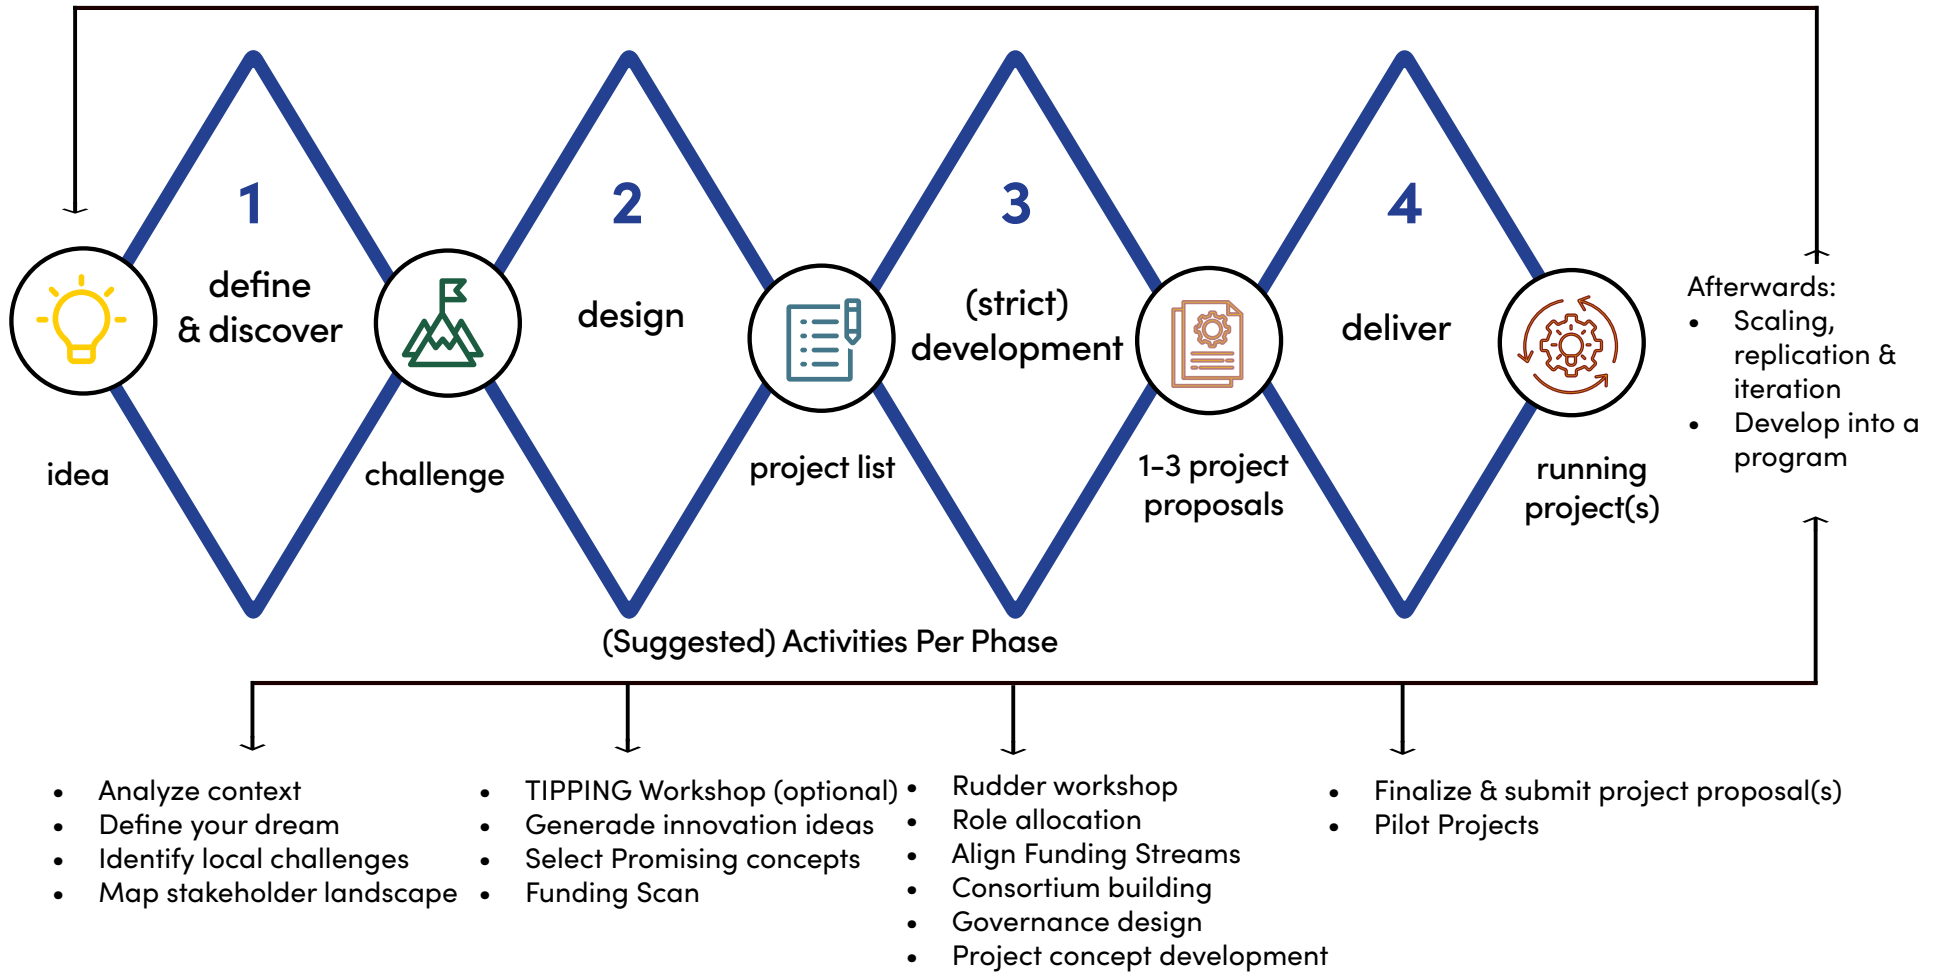 1
define
& discover
2
design
3
(strict)
development
4
deliver
idea
challenge
project list
1-3 project
proposals
running
project(s)
Afterwards:
• Scaling,
replication &
iteration
• Develop into a
program
(Suggested) Activities Per Phase
• Analyze context
• Define your dream
• Identify local challenges
• Map stakeholder landscape
• TIPPING Workshop (optional)
• Generade innovation ideas
• Select Promising concepts
• Funding Scan
• Rudder workshop
• Role allocation
• Align Funding Streams
• Consortium building
• Governance design
• Project concept development
• Finalize & submit project proposal(s)
• Pilot Projects